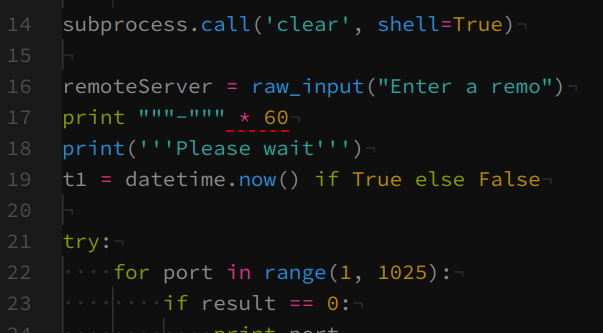 14 subprocess.call('clear', shell=True)¬
15 ¬
16 remoteServer = raw_input("Enter a remo")¬
17 print """-""" * 60¬
18 print('''Please wait''')¬
19 t1 = datetime.now() if True else False¬
20 ¬
21 try:¬
22 ····for port in range(1, 1025):¬
23 ········if result == 0:¬